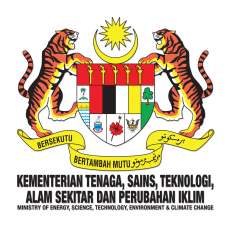 BERSEKUTU
BERTAMBAH MUTU
KEMENTERIAN TENAGA, SAINS, TEKNOLOGI,
ALAM SEKITAR DAN PERUBAHAN IKLIM
MINISTRY OF ENERGY, SCIENCE, TECHNOLOGY, ENVIRONMENT & CLIMATE CHANGE